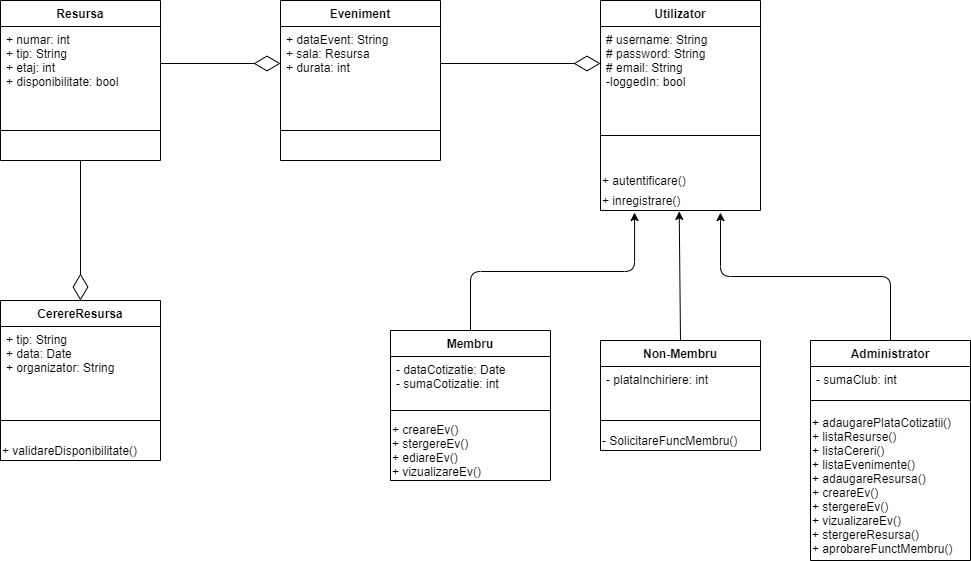 Resursa
+ numar: int
+ tip: String
+ etaj: int
+ disponibilitate: bool
Eveniment
+ dataEvent: String
+ sala: Resursa
+ durata: int
Utilizator
# username: String
# password: String
# email: String
-loggedIn: bool
+ autentificare()
+ inregistrare()
CerereResursa
+ tip: String
+ data: Date
+ organizator: String
+ validareDisponibilitate()
Membru
- dataCotizatie: Date
- sumaCotizatie: int
+ creareEv()
+ stergereEv()
+ ediareEv()
+ vizualizareEv()
Non-Membru
- plataInchiriere: int
- SolicitareFuncMembru()
Administrator
- sumaClub: int
+ adaugarePlataCotizatii()
+ listaResurse()
+ listaCereri()
+ listaEvenimente()
+ adaugareResursa()
+ creareEv()
+ stergereEv()
+ vizualizareEv()
+ stergereResursa()
+ aprobareFunctMembru()